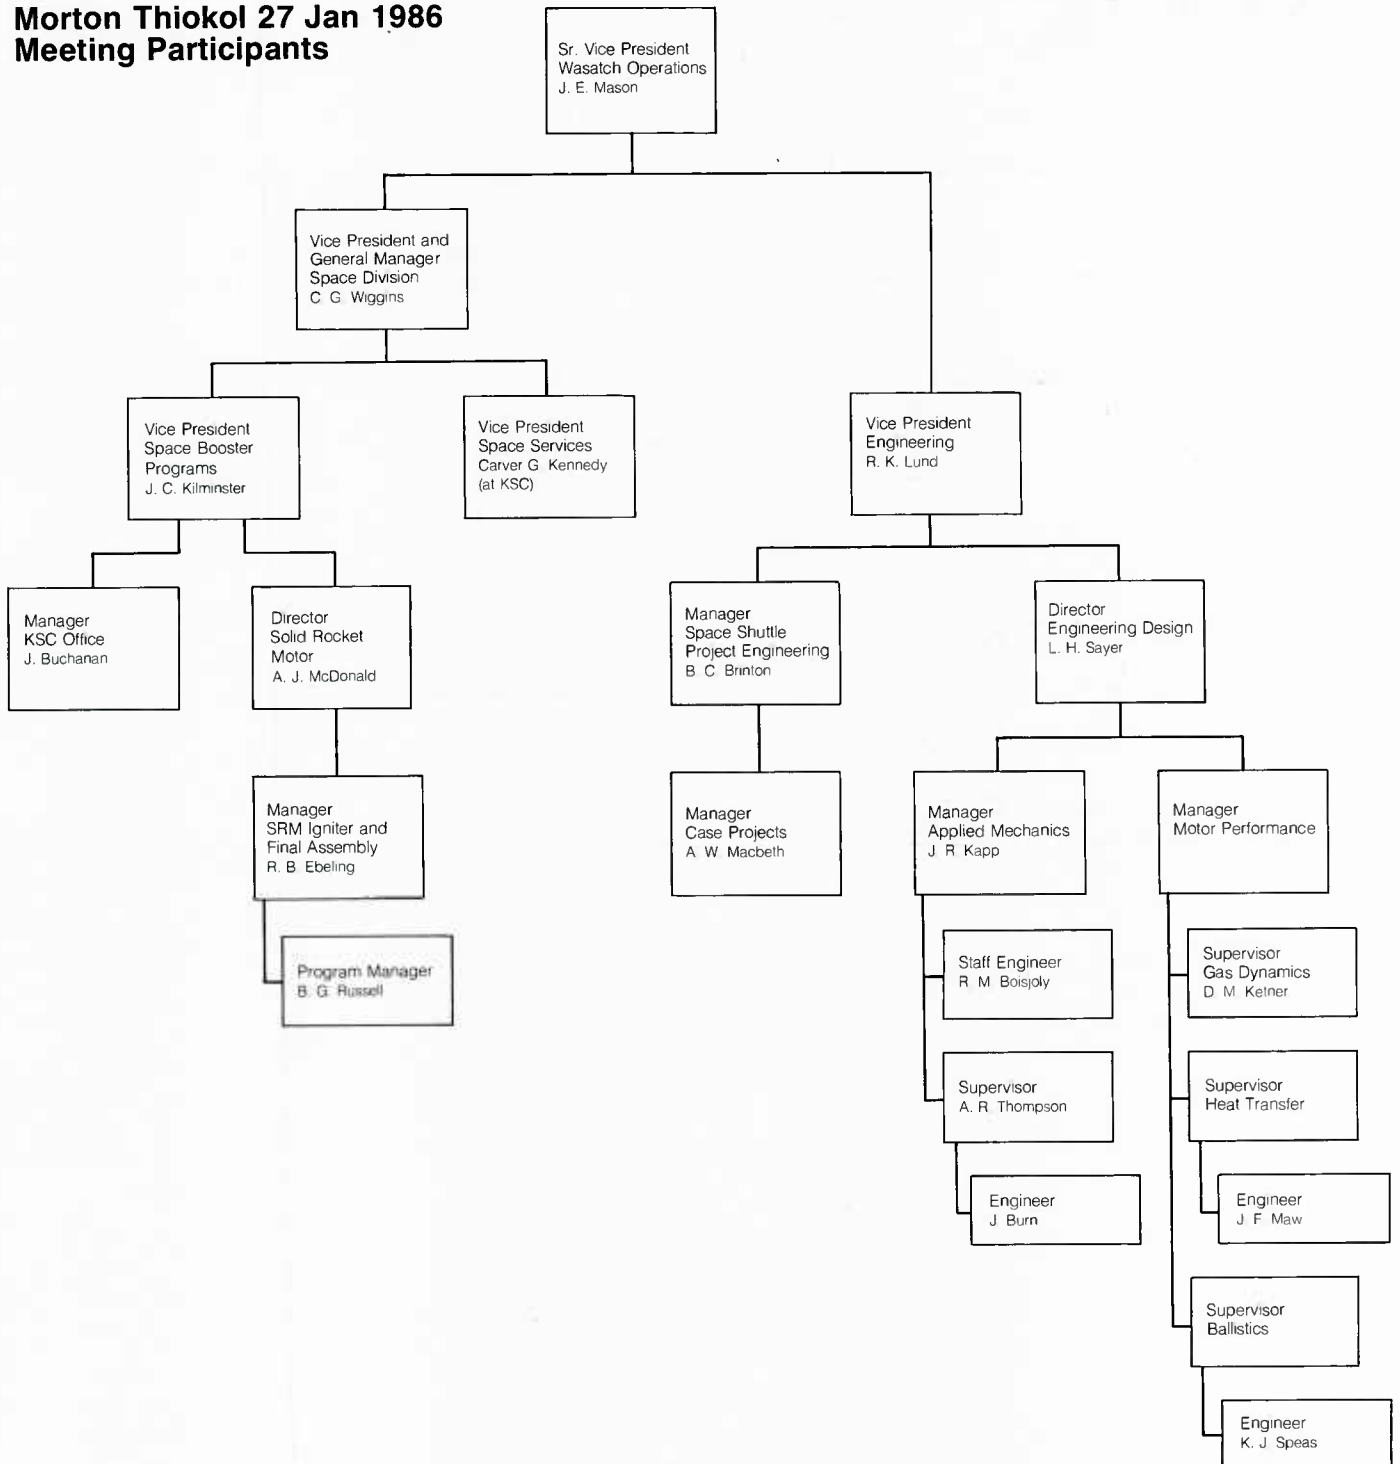 Morton Thiokol 27 Jan 1986
Meeting Participants
Sr. Vice President
Wasatch Operations
J. E. Mason
Vice President and
General Manager
Space Division
C. G. Wiggins
Vice President
Space Booster
Programs
J. C. Kilminster
Vice President
Space Services
Carver G. Kennedy
(at KSC)
Vice President
Engineering
R. K. Lund
Manager
KSC Office
J. Buchanan
Director
Solid Rocket
Motor
A. J. McDonald
Manager
Space Shuttle
Project Engineering
B. C. Brinton
Director
Engineering Design
L. H. Sayer
Manager
SRM Igniter and
Final Assembly
R. B. Ebeling
Manager
Case Projects
A. W. Macbeth
Manager
Applied Mechanics
J. R. Kapp
Manager
Motor Performance
Program Manager
B. G. Russell
Staff Engineer
R. M. Boisjoly
Supervisor
Gas Dynamics
D. M. Ketner
Supervisor
A. R. Thompson
Supervisor
Heat Transfer
Engineer
J. Burn
Engineer
J. F. Maw
Supervisor
Ballistics
Engineer
K. J. Speas